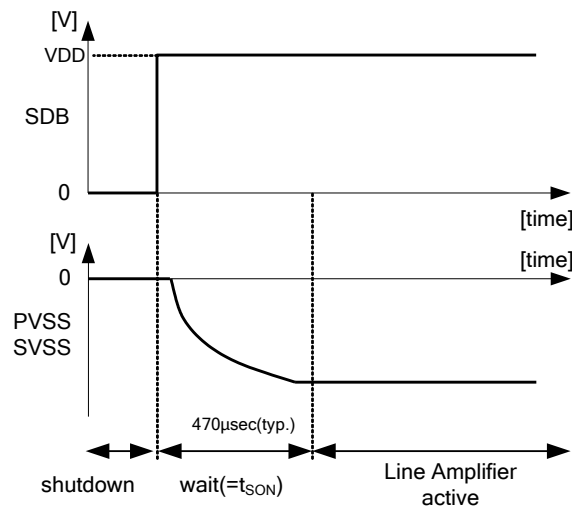 [V]
VDD
SDB
0
[time]
[V]
[time]
0
PVSS
SVSS
470μsec(typ.)
shutdown
wait(=tSON)
Line Amplifier
active